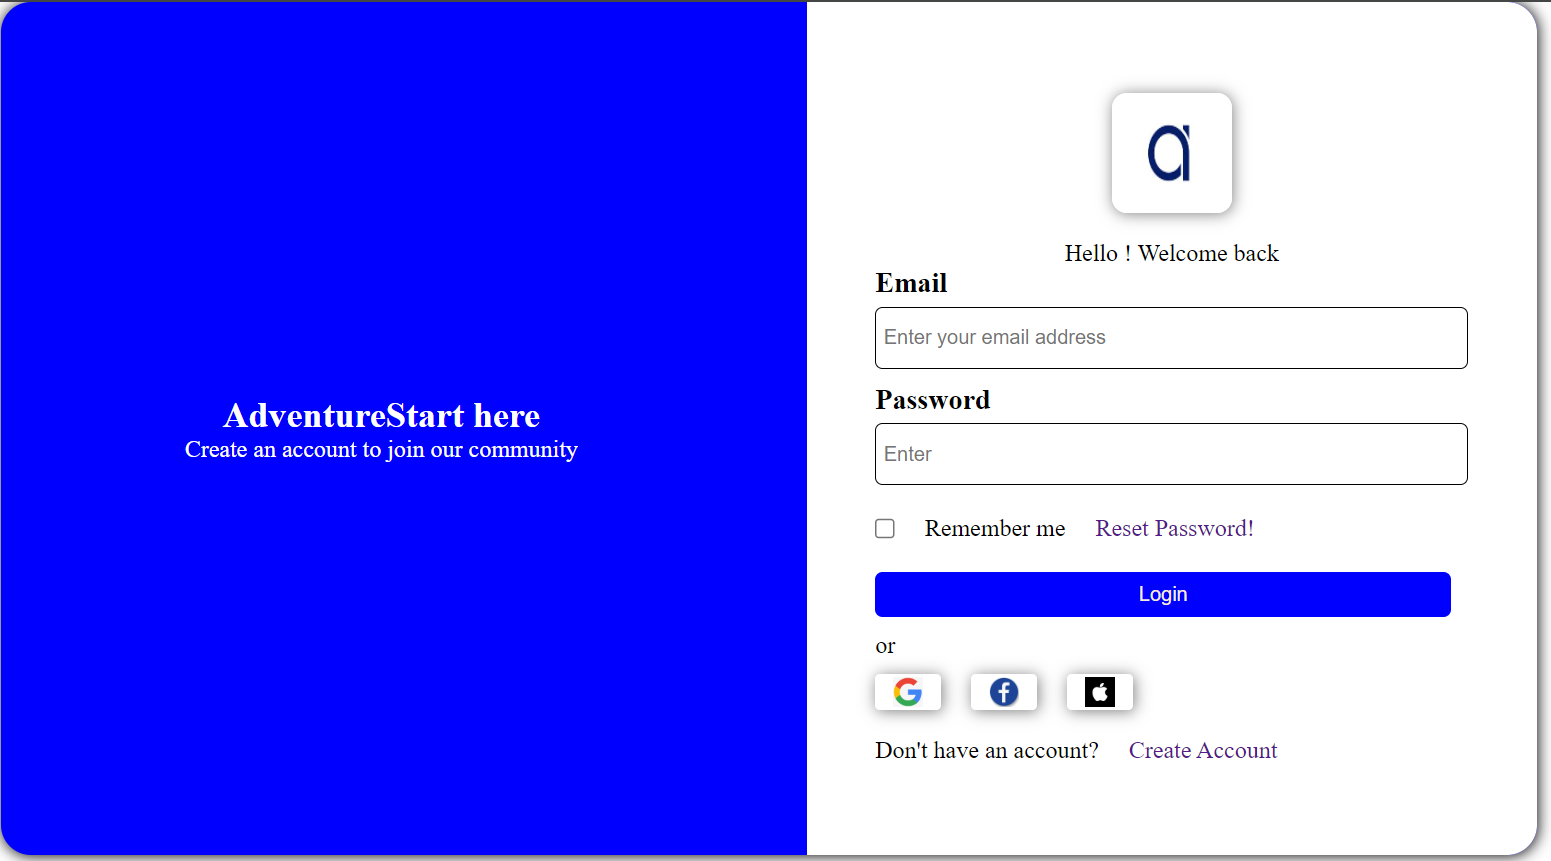 AdventureStart here
Create an account to join our community
a
Hello ! Welcome back
Email
Enter your email address
Password
Enter
Remember me Reset Password!
Login
or
Don't have an account? Create Account